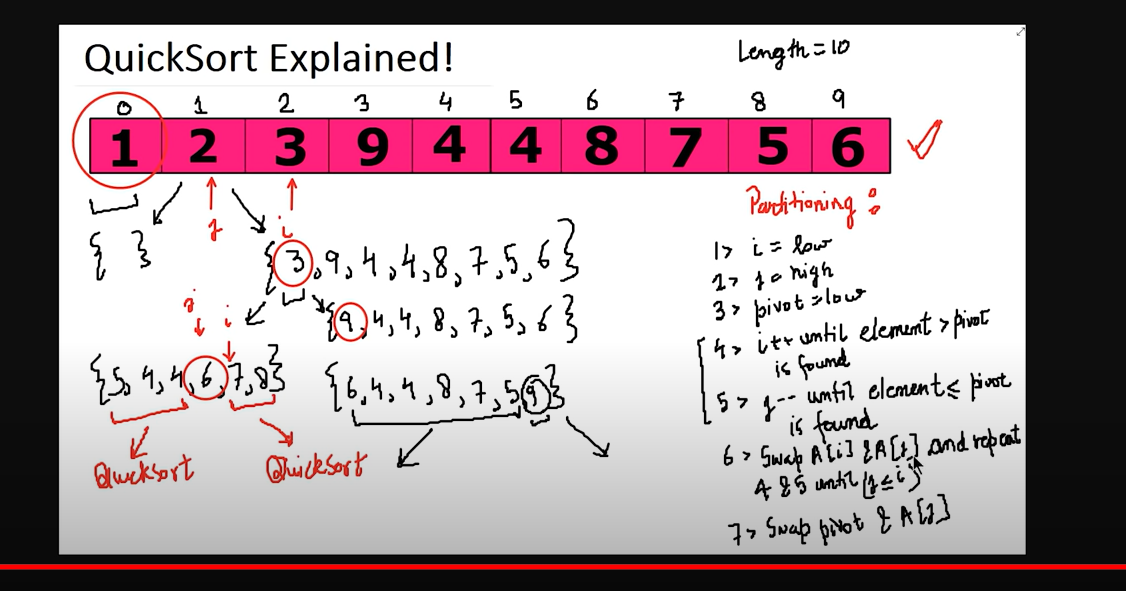 QuickSort Explained!
Length = 10
0 1 2 3 4 5 6 7 8 9
1 2 3 9 4 4 8 7 5 6
j i
{ }
{3,9,4,4,8,7,5,6}
{9,4,4,8,7,5,6}
j i
{5,4,4,6,7,8}
{6,4,4,8,7,5,9}
Quicksort
Quicksort
Partitioning :
1> i = low
2> j = high
3> pivot = low
4> i++ until element > pivot
is found
5> j-- until element ≤ pivot
is found
6> Swap A[i] & A[j] and repeat
4 & 5 until (j ≤ i)
7> Swap pivot & A[j]